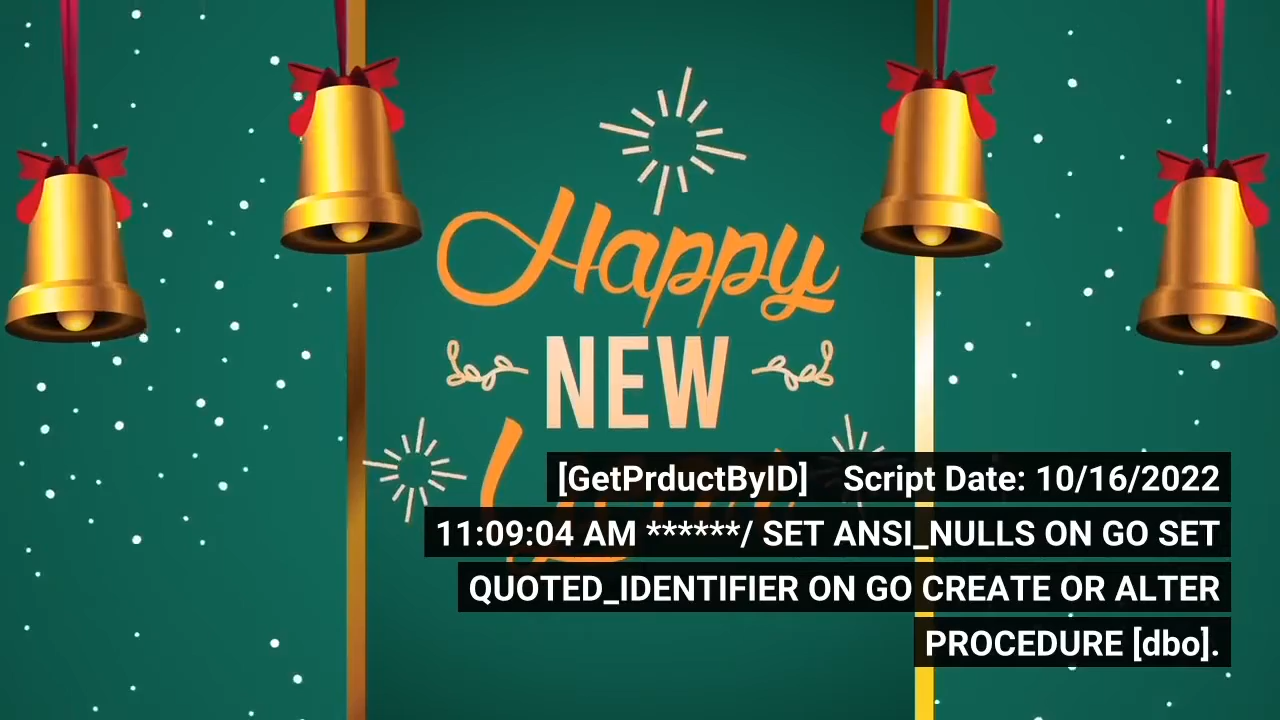 Happy
NEW
[GetPrductByID] Script Date: 10/16/2022
11:09:04 AM ******/ SET ANSI_NULLS ON GO SET
QUOTED_IDENTIFIER ON GO CREATE OR ALTER
PROCEDURE [dbo].